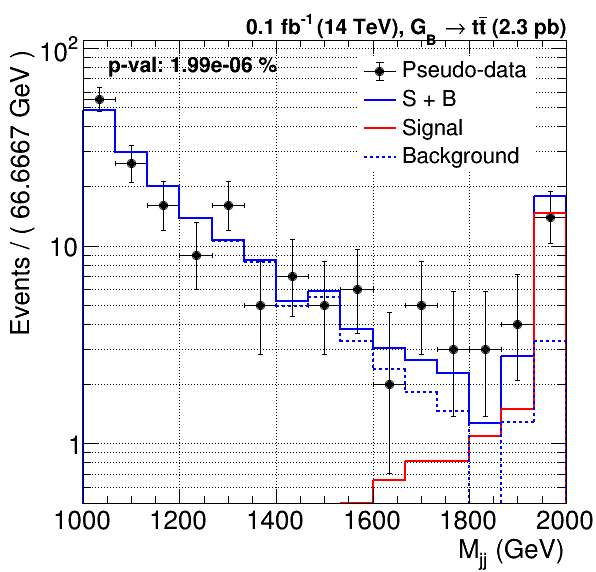 0.1 fb⁻¹ (14 TeV), G_B → tt̄ (2.3 pb)
p-val: 1.99e-06 %
Pseudo-data
S + B
Signal
Background
Events / ( 66.6667 GeV )
10²
10
1
1000 1200 1400 1600 1800 2000
M_jj (GeV)